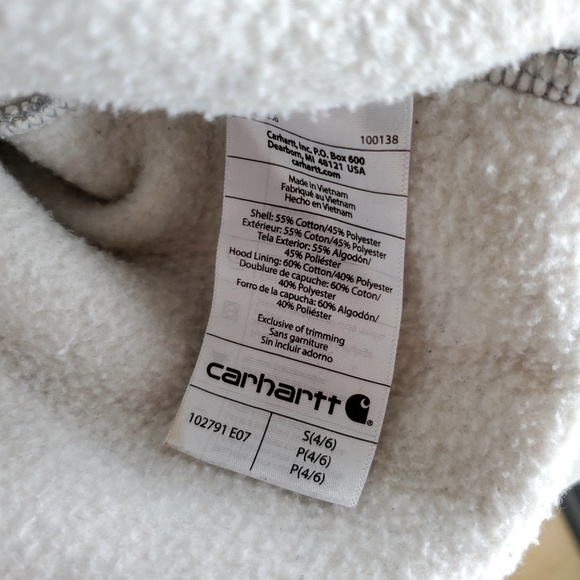 100138
Carhartt, Inc. P.O. Box 600
Dearborn, MI 48121 USA
carhartt.com
Made in Vietnam
Fabriqué au Vietnam
Hecho en Vietnam
Shell: 55% Cotton/45% Polyester
Extérieur: 55% Coton/45% Polyester
Tela Exterior: 55% Algodón/
45% Poliéster
Hood Lining: 60% Cotton/40% Polyester
Doublure de capuche: 60% Coton/
40% Polyester
Forro de la capucha: 60% Algodón/
40% Poliéster
Exclusive of trimming
Sans garniture
Sin incluir adorno
carhartt
102791 E07
S(4/6)
P(4/6)
P(4/6)